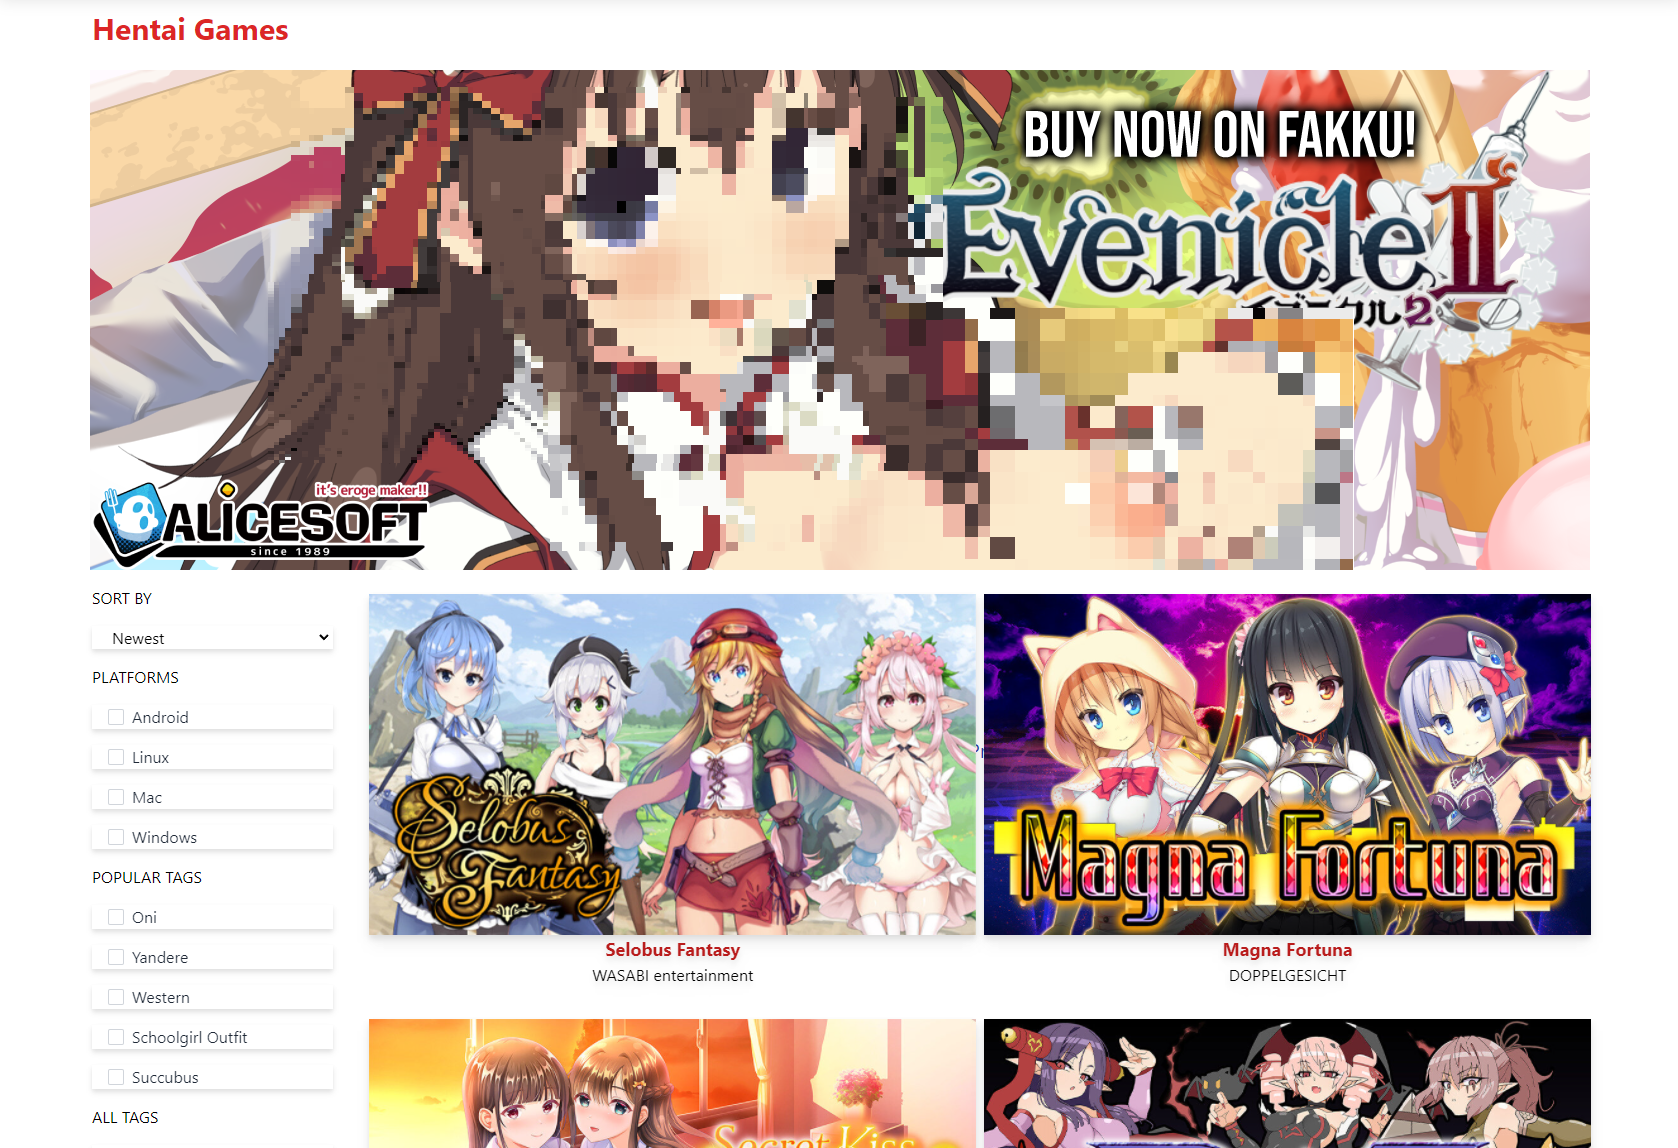 Hentai Games
BUY NOW ON FAKKU!
Evenicle II
イブニクル2
it's eroge maker!!
ALICESOFT
since 1989
SORT BY
Newest
PLATFORMS
Android
Linux
Mac
Windows
POPULAR TAGS
Oni
Yandere
Western
Schoolgirl Outfit
Succubus
ALL TAGS
Selobus
Fantasy
Selobus Fantasy
WASABI entertainment
Magna Fortuna
Magna Fortuna
DOPPELGESICHT
Secret Kiss